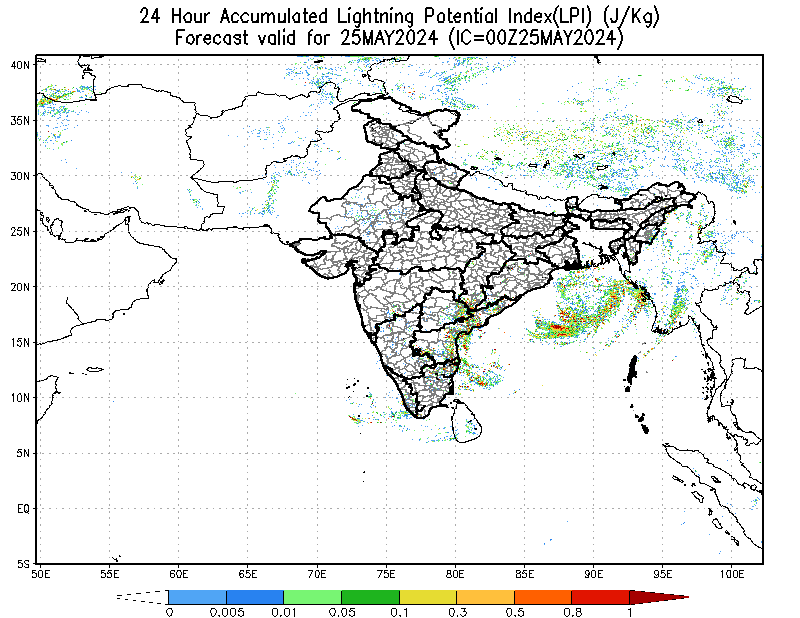 24 Hour Accumulated Lightning Potential Index(LPI) (J/Kg)
Forecast valid for 25MAY2024 (IC=00Z25MAY2024)
40N
35N
30N
25N
20N
15N
10N
5N
EQ
5S
50E 55E 60E 65E 70E 75E 80E 85E 90E 95E 100E
0 0.005 0.01 0.05 0.1 0.3 0.5 0.8 1